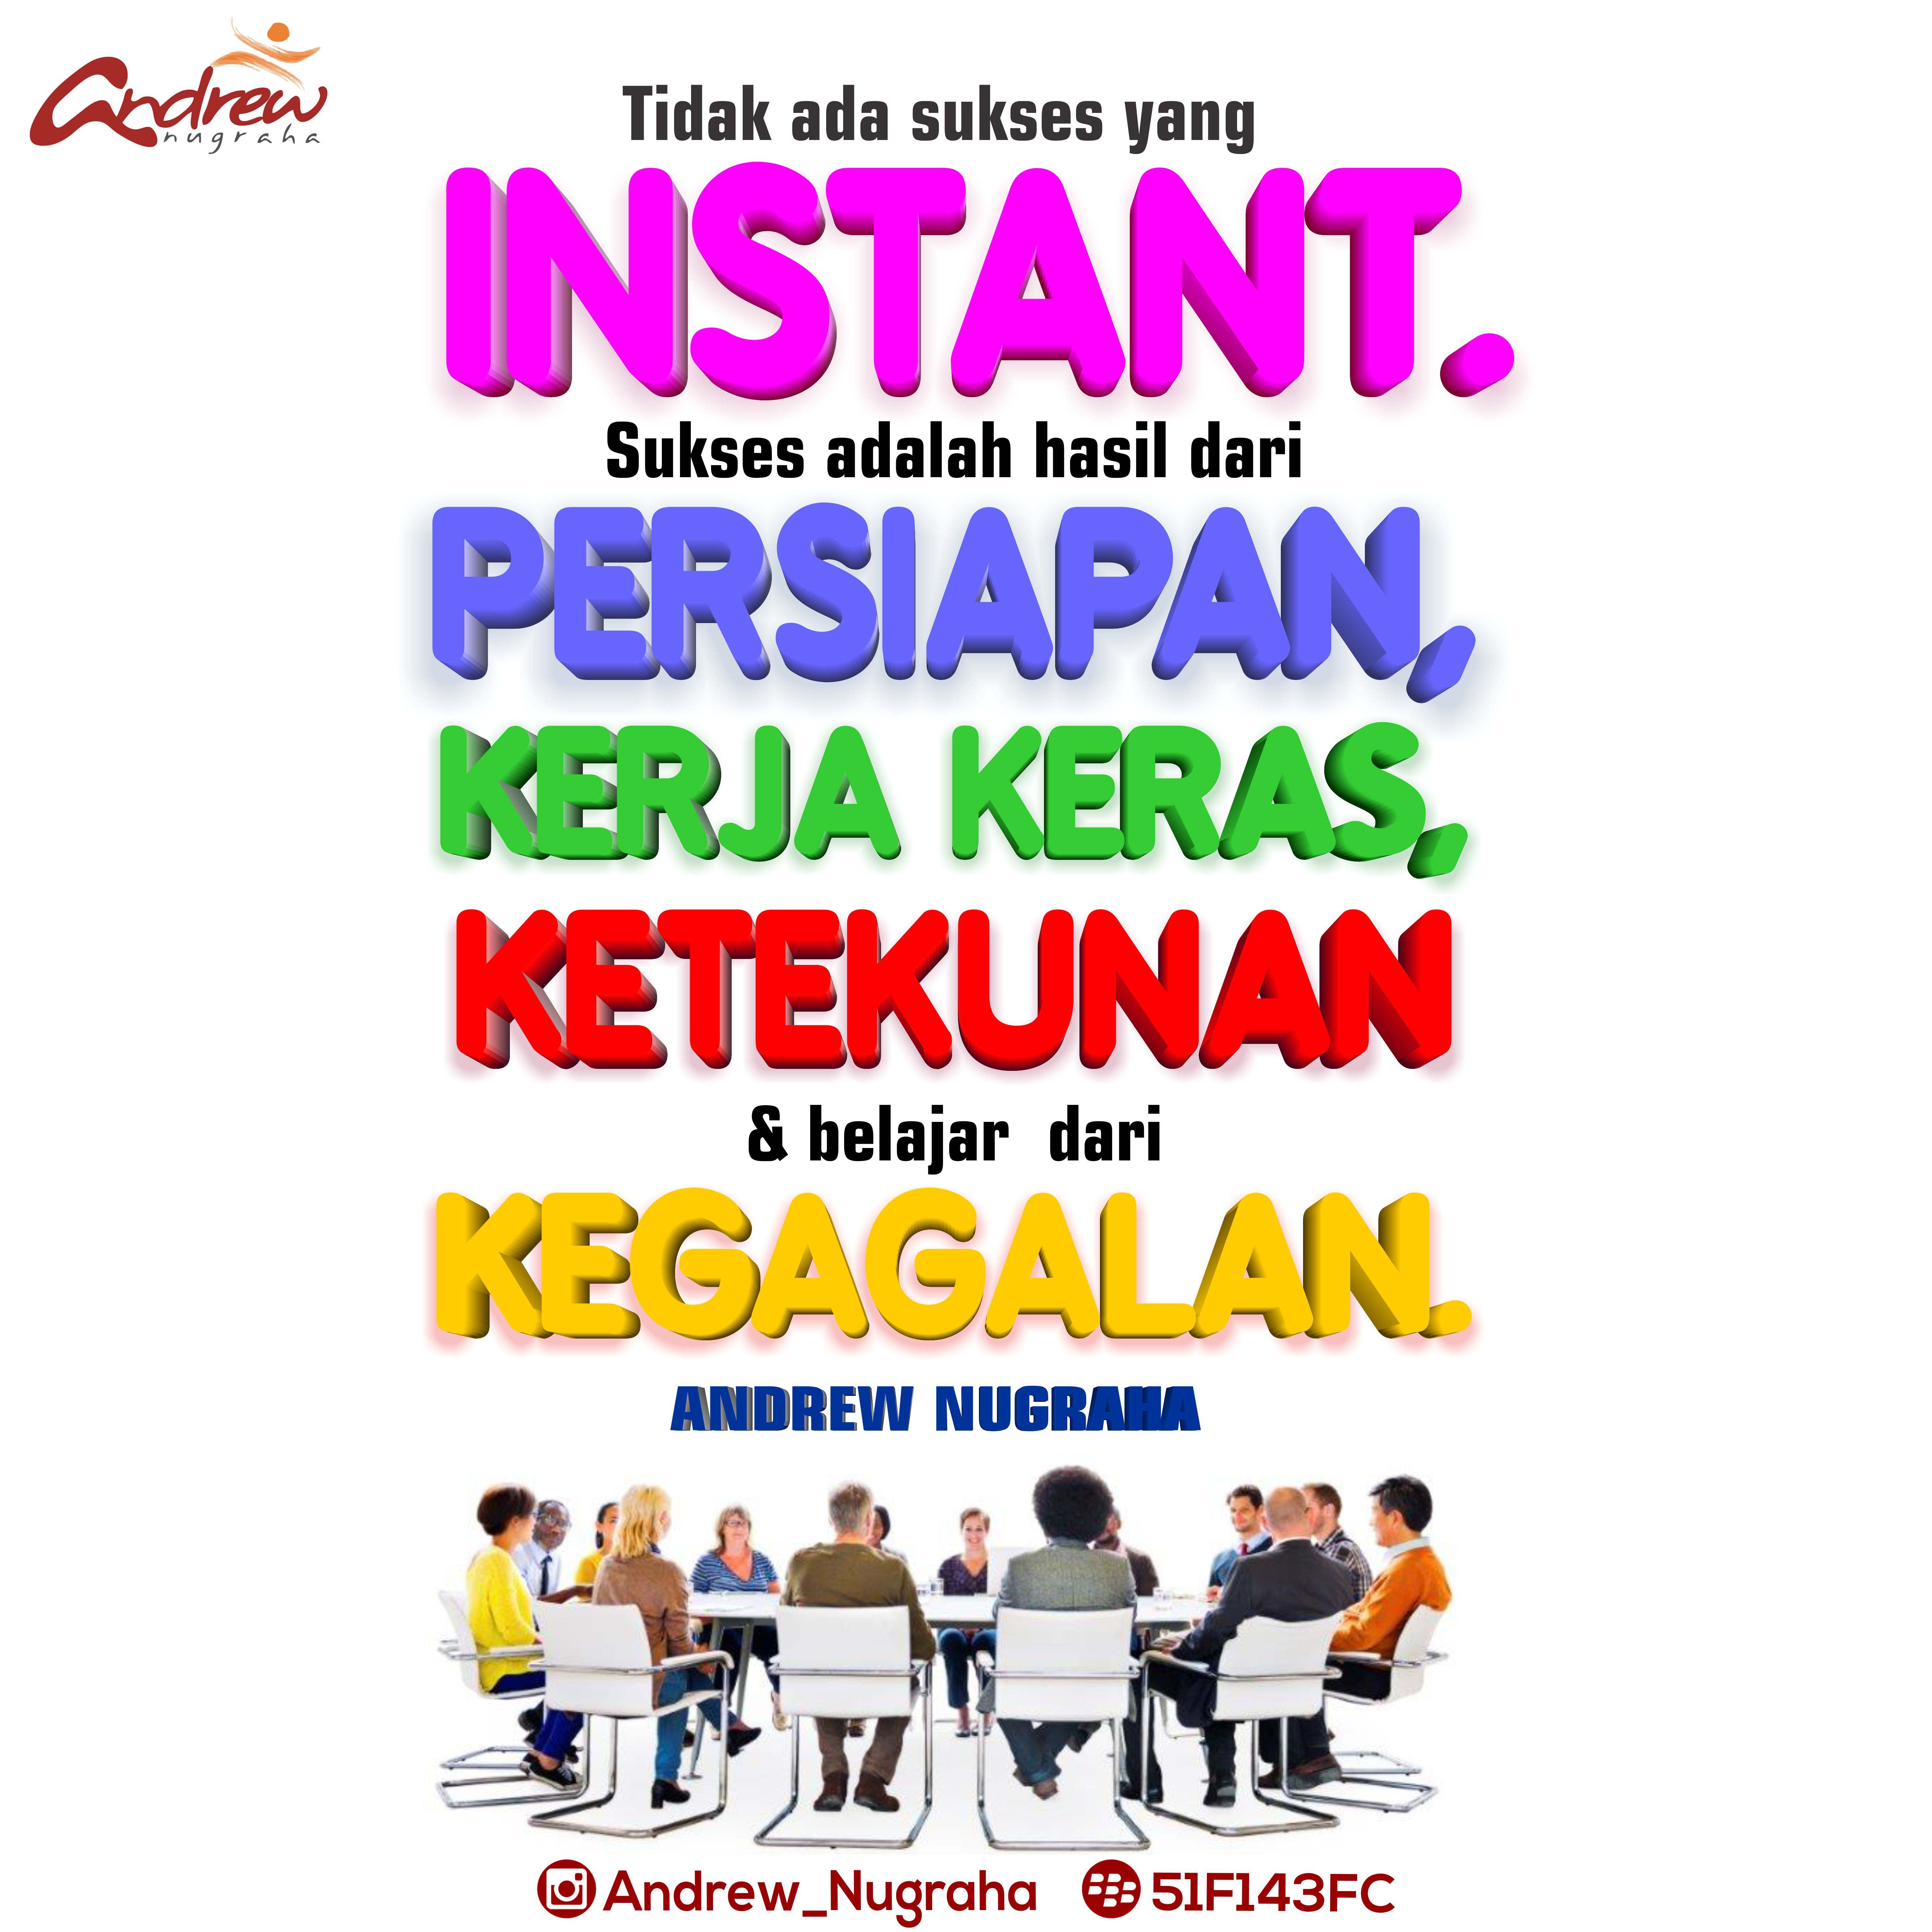 Andrew
nugraha
Tidak ada sukses yang
INSTANT.
Sukses adalah hasil dari
PERSIAPAN,
KERJA KERAS,
KETEKUNAN
& belajar dari
KEGAGALAN.
ANDREW NUGRAHA
Andrew_Nugraha 51F143FC